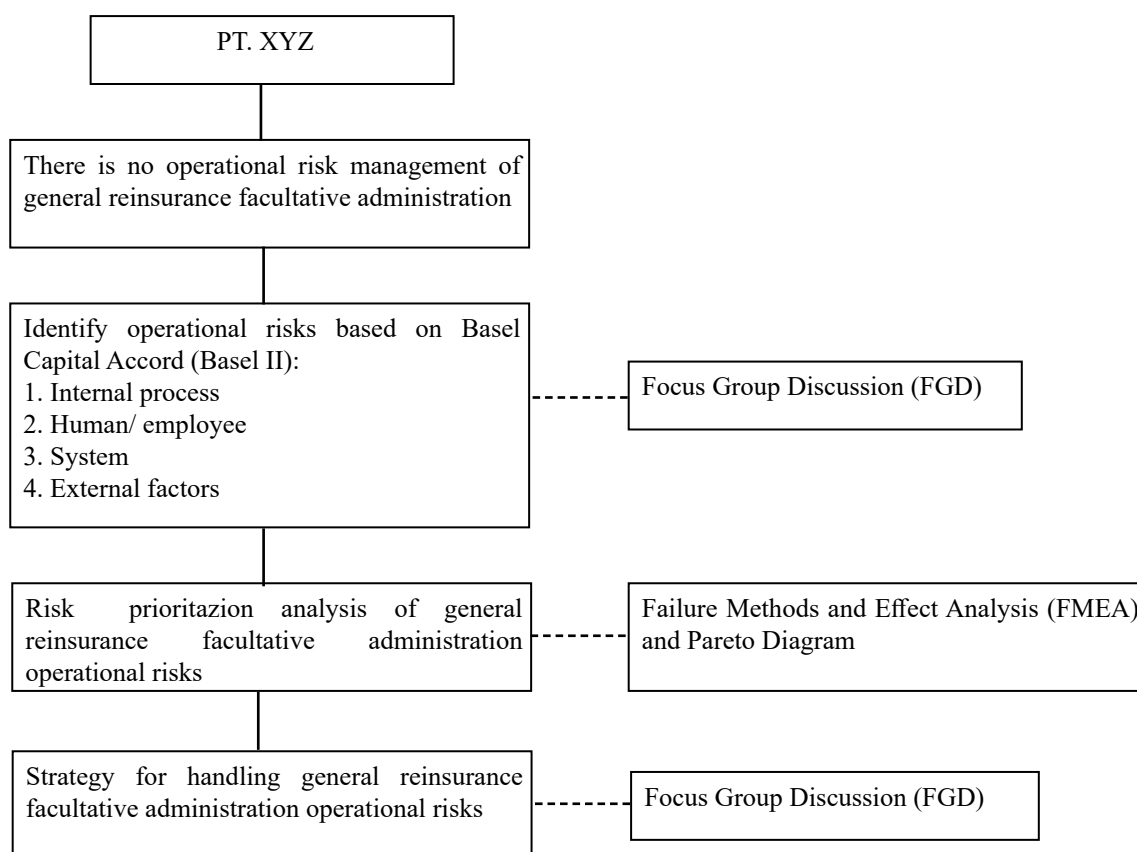 PT. XYZ
There is no operational risk management of
general reinsurance facultative administration
Identify operational risks based on Basel
Capital Accord (Basel II):
1. Internal process
2. Human/ employee
3. System
4. External factors
Focus Group Discussion (FGD)
Risk prioritazion analysis of general
reinsurance facultative administration
operational risks
Failure Methods and Effect Analysis (FMEA)
and Pareto Diagram
Strategy for handling general reinsurance
facultative administration operational risks
Focus Group Discussion (FGD)